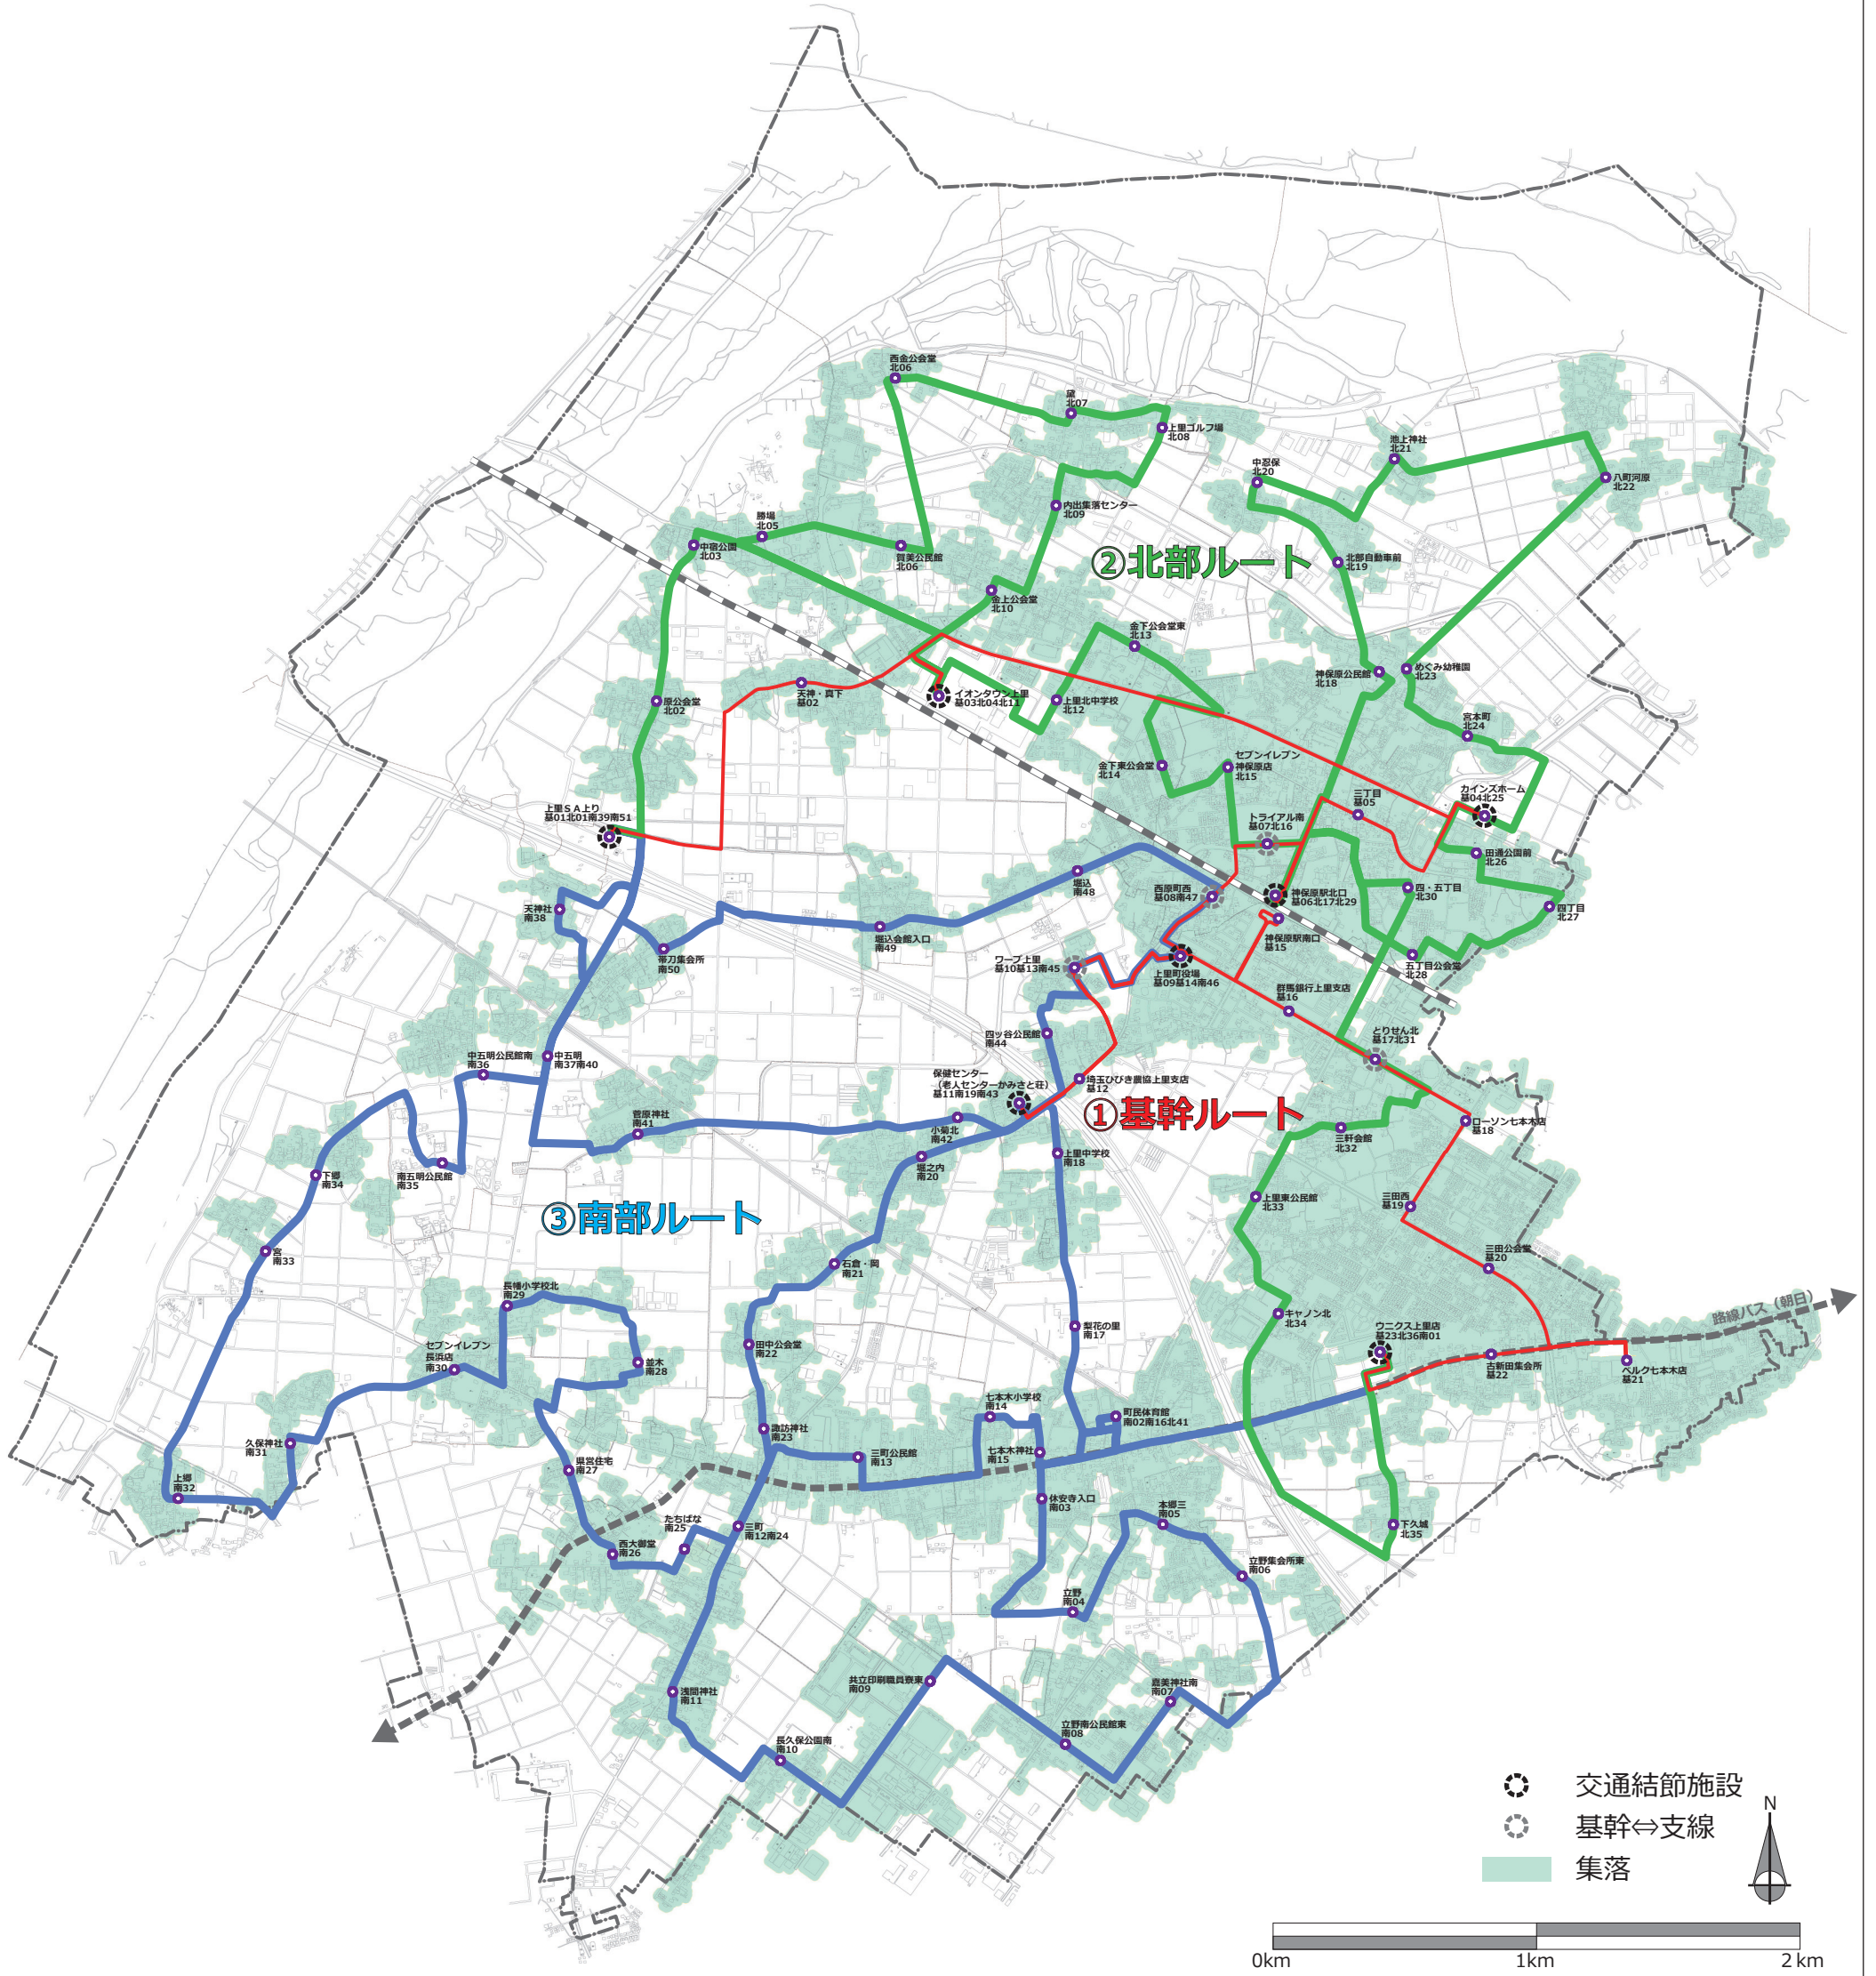 西金公会堂
北06
黛
北07
上里ゴルフ場
北08
池上神社
北21
中忍保
北20
八町河原
北22
内出集落センター
北09
勝場
北05
中宿公園
北03
賀美公民館
北06
②北部ルート
北部自動車前
北19
金上公会堂
北10
金下公会堂東
北13
神保原公民館
北18
めぐみ幼稚園
北23
天神・真下
基02
イオンタウン上里
基03北04北11
上里北中学校
北12
原公会堂
北02
宮本町
北24
セブンイレブン
神保原店
北15
金下東公会堂
北14
三丁目
基05
カインズホーム
基04北25
上里ＳＡ上り
基01北01南39南51
トライアル南
基07北16
田通公園前
北26
堀込
南48
西原町西
基08南47
神保原駅北口
基06北17北29
四・五丁目
北30
四丁目
北27
天神社
南38
堀込会館入口
南49
神保原駅南口
基15
帯刀集会所
南50
ワープ上里
基10基13南45
上里町役場
基09基14南46
五丁目公会堂
北28
群馬銀行上里支店
基16
四ッ谷公民館
南44
とりせん北
基17北31
中五明公民館南
南36
中五明
南37南40
保健センター
（老人センターかみさと荘）
基11南19南43
埼玉ひびき農協上里支店
基12
①基幹ルート
菅原神社
南41
小菊北
南42
ローソン七本木店
基18
三軒会館
北32
下郷
南34
南五明公民館
南35
堀之内
南20
上里中学校
南18
上里東公民館
北33
三田西
基19
③南部ルート
宮
南33
石倉・岡
南21
三田公会堂
基20
長幡小学校北
南29
キヤノン北
北34
路線バス（朝日）
セブンイレブン
長浜店
南30
田中公会堂
南22
梨花の里
南17
ウニクス上里店
基23北36南01
古新田集会所
基22
ベルク七本木店
基21
並木
南28
七本木小学校
南14
町民体育館
南02南16北41
諏訪神社
南23
久保神社
南31
三町公民館
南13
七本木神社
南15
県営住宅
南27
上郷
南32
休安寺入口
南03
本郷三
南05
下久城
北35
たちばな
南25
三町
南12南24
西大御堂
南26
立野集会所東
南06
立野
南04
共立印刷職員寮東
南09
嘉美神社南
南07
浅間神社
南11
立野南公民館東
南08
長久保公園南
南10
交通結節施設
基幹⇔支線
集落
N
0km
1km
2km